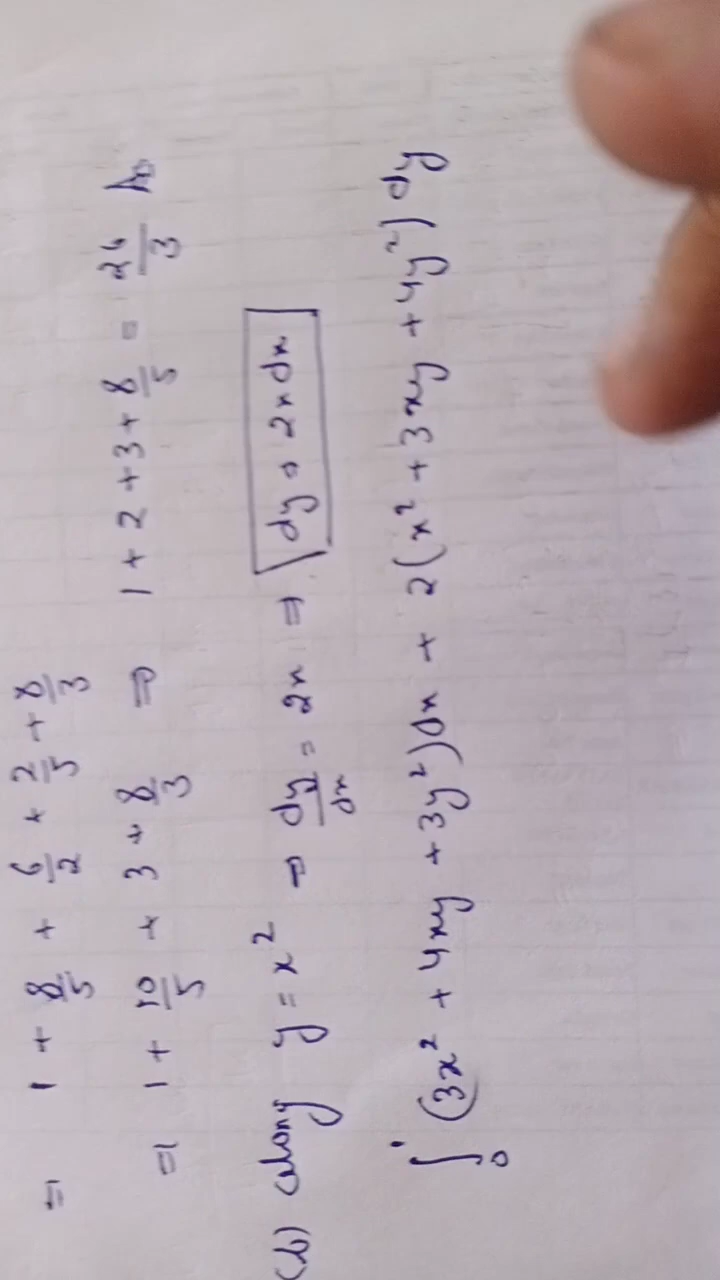 = 1 + 8/5 + 6/2 + 2/5 + 8/3
= 1 + 10/5 + 3 + 8/3 ⇒ 1 + 2 + 3 + 8/5 = 26/3
(b) along y = x² ⇒ dy/dx = 2x ⇒ dy = 2x dx
∫₀¹ (3x² + 4xy + 3y²)dx + 2(x² + 3xy + 4y²) dy